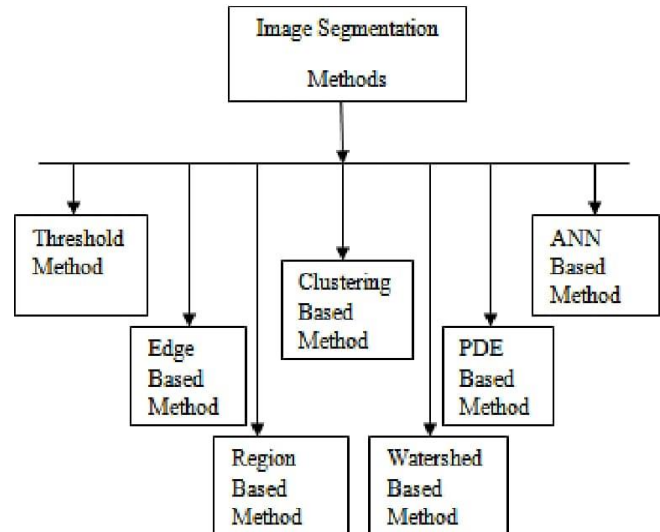 Image Segmentation
Methods
Threshold
Method
Edge
Based
Method
Region
Based
Method
Clustering
Based
Method
Watershed
Based
Method
PDE
Based
Method
ANN
Based
Method